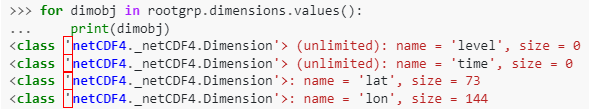 >>> for dimobj in rootgrp.dimensions.values():
...     print(dimobj)
<class 'netCDF4._netCDF4.Dimension'> (unlimited): name = 'level', size = 0
<class 'netCDF4._netCDF4.Dimension'> (unlimited): name = 'time', size = 0
<class 'netCDF4._netCDF4.Dimension'>: name = 'lat', size = 73
<class 'netCDF4._netCDF4.Dimension'>: name = 'lon', size = 144